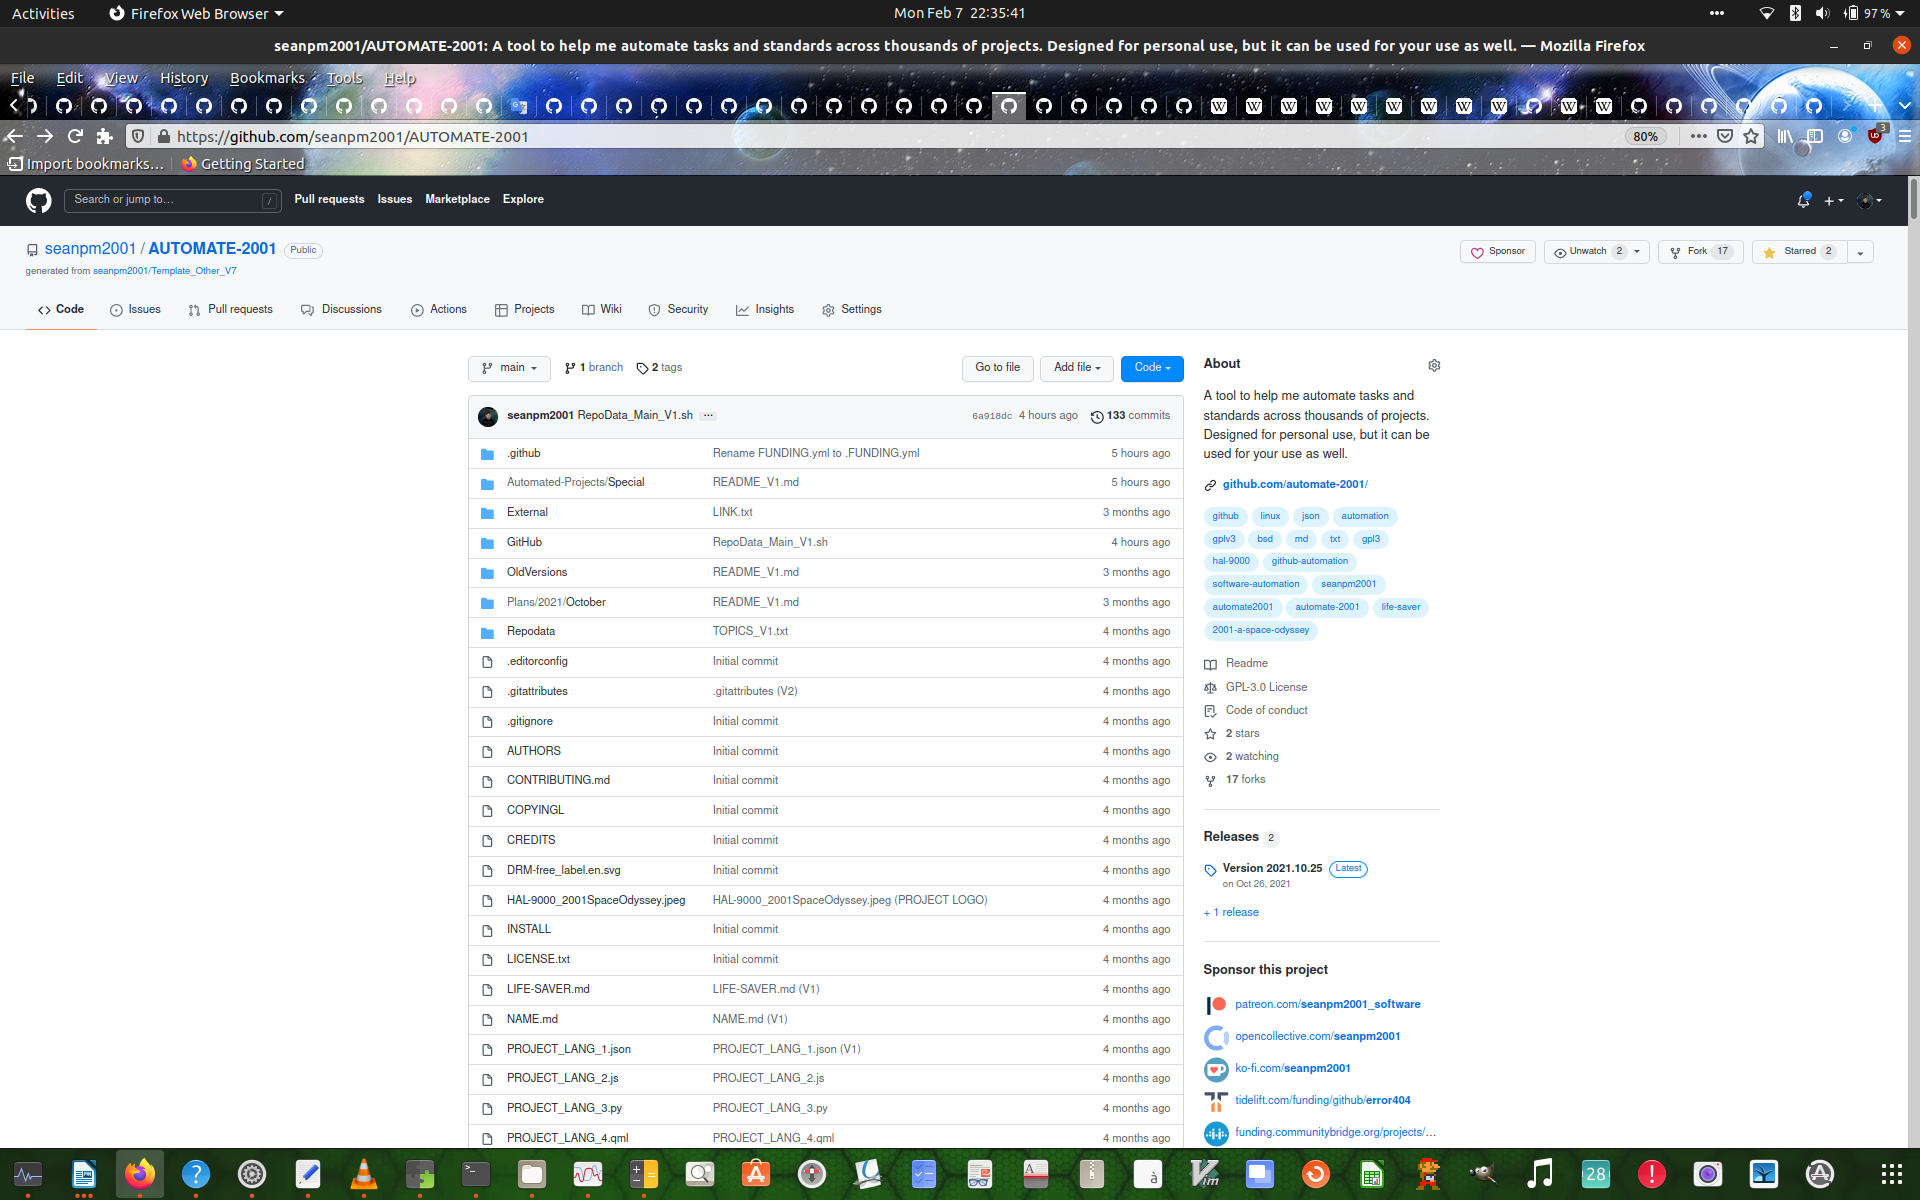 Activities
Firefox Web Browser
Mon Feb 7 22:35:41
97 %
seanpm2001/AUTOMATE-2001: A tool to help me automate tasks and standards across thousands of projects. Designed for personal use, but it can be used for your use as well. — Mozilla Firefox
File Edit View History Bookmarks Tools Help
https://github.com/seanpm2001/AUTOMATE-2001
80%
3
Import bookmarks…
Getting Started
Search or jump to…
/
Pull requests Issues Marketplace Explore
seanpm2001 / AUTOMATE-2001 Public
generated from seanpm2001/Template_Other_V7
Sponsor
Unwatch 2
Fork 17
Starred 2
Code Issues Pull requests Discussions Actions Projects Wiki Security Insights Settings
main
1 branch
2 tags
Go to file
Add file
Code
seanpm2001 RepoData_Main_V1.sh ... 6a918dc 4 hours ago 133 commits
.github Rename FUNDING.yml to .FUNDING.yml 5 hours ago
Automated-Projects/Special README_V1.md 5 hours ago
External LINK.txt 3 months ago
GitHub RepoData_Main_V1.sh 4 hours ago
OldVersions README_V1.md 3 months ago
Plans/2021/October README_V1.md 3 months ago
Repodata TOPICS_V1.txt 4 months ago
.editorconfig Initial commit 4 months ago
.gitattributes .gitattributes (V2) 4 months ago
.gitignore Initial commit 4 months ago
AUTHORS Initial commit 4 months ago
CONTRIBUTING.md Initial commit 4 months ago
COPYINGL Initial commit 4 months ago
CREDITS Initial commit 4 months ago
DRM-free_label.en.svg Initial commit 4 months ago
HAL-9000_2001SpaceOdyssey.jpeg HAL-9000_2001SpaceOdyssey.jpeg (PROJECT LOGO) 4 months ago
INSTALL Initial commit 4 months ago
LICENSE.txt Initial commit 4 months ago
LIFE-SAVER.md LIFE-SAVER.md (V1) 4 months ago
NAME.md NAME.md (V1) 4 months ago
PROJECT_LANG_1.json PROJECT_LANG_1.json (V1) 4 months ago
PROJECT_LANG_2.js PROJECT_LANG_2.js 4 months ago
PROJECT_LANG_3.py PROJECT_LANG_3.py 4 months ago
PROJECT_LANG_4.qml PROJECT_LANG_4.qml 4 months ago
About
A tool to help me automate tasks and
standards across thousands of projects.
Designed for personal use, but it can be
used for your use as well.
github.com/automate-2001/
github linux json automation
gplv3 bsd md txt gpl3
hal-9000 github-automation
software-automation seanpm2001
automate2001 automate-2001 life-saver
2001-a-space-odyssey
Readme
GPL-3.0 License
Code of conduct
2 stars
2 watching
17 forks
Releases 2
Version 2021.10.25 Latest
on Oct 26, 2021
+ 1 release
Sponsor this project
patreon.com/seanpm2001_software
opencollective.com/seanpm2001
ko-fi.com/seanpm2001
tidelift.com/funding/github/error404
funding.communitybridge.org/projects/…
28